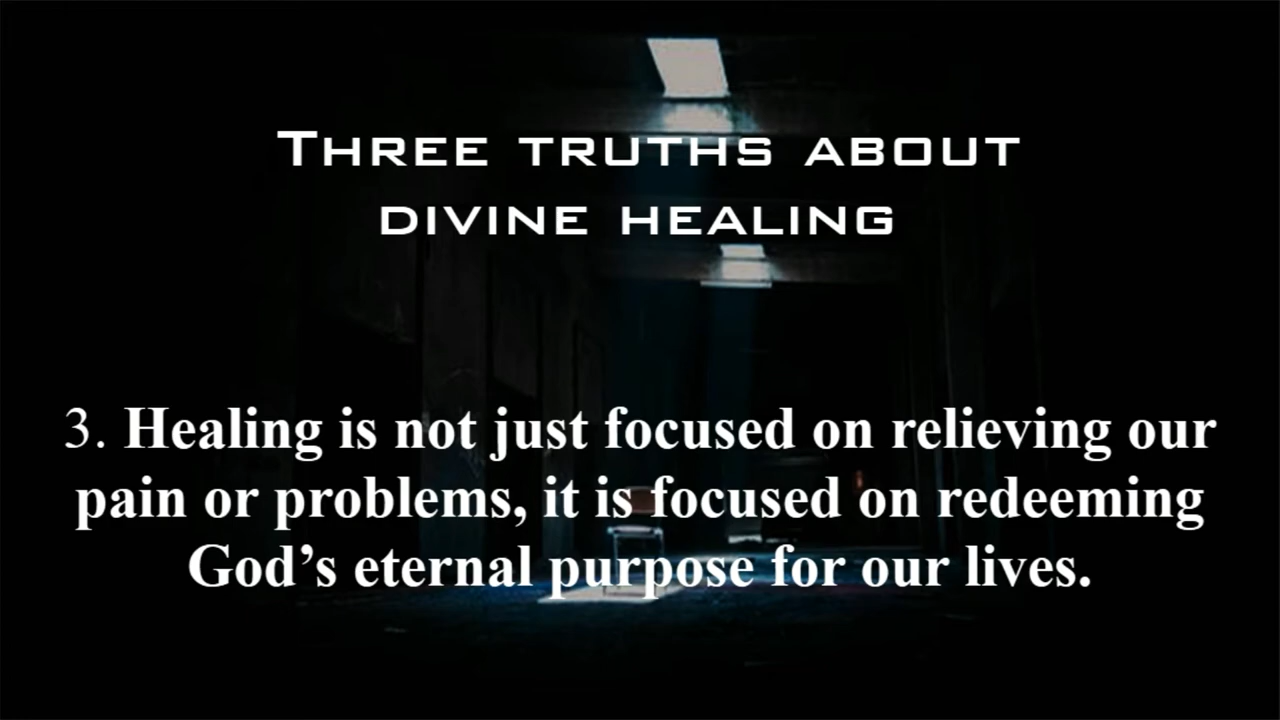 Three truths about
divine healing
3. Healing is not just focused on relieving our
pain or problems, it is focused on redeeming
God’s eternal purpose for our lives.